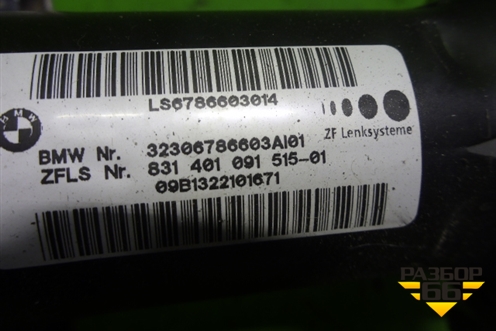 LS6786603014
BMW
ZF Lenksysteme
BMW Nr. 32306786603AI01
ZFLS Nr. 831 401 091 515-01
09B1322101671
РАЗБОР
66